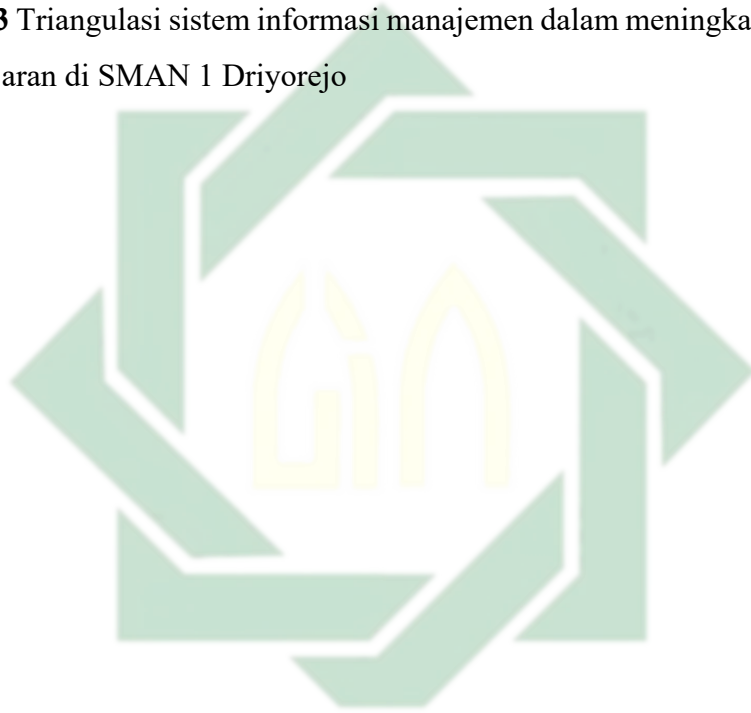 3 Triangulasi sistem informasi manajemen dalam meningka
aran di SMAN 1 Driyorejo